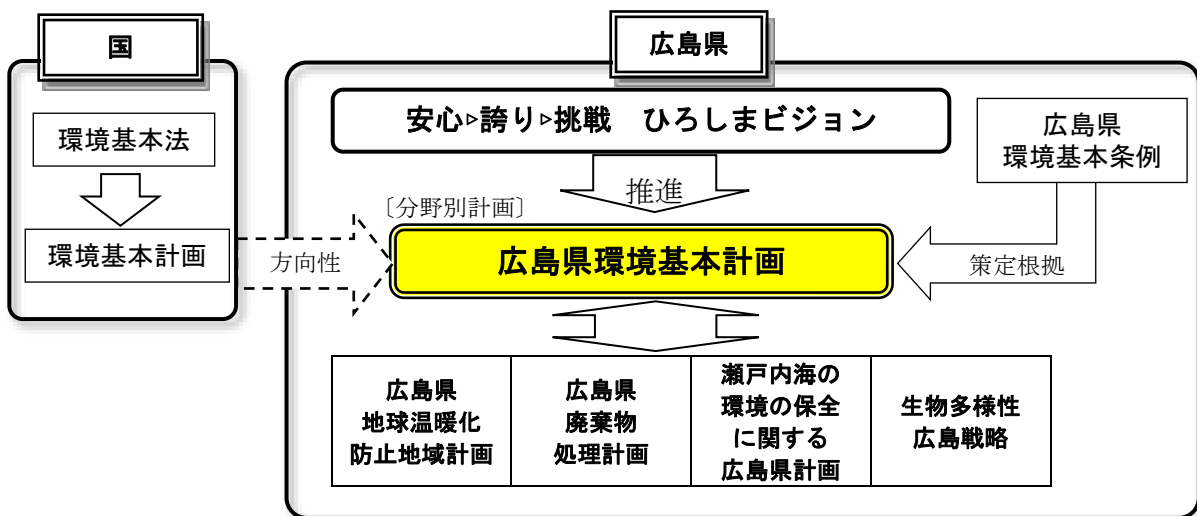 国
環境基本法
環境基本計画
方向性
広島県
安心▷誇り▷挑戦　ひろしまビジョン
広島県
環境基本条例
推進
〔分野別計画〕
広島県環境基本計画
策定根拠
広島県
地球温暖化
防止地域計画
広島県
廃棄物
処理計画
瀬戸内海の
環境の保全
に関する
広島県計画
生物多様性
広島戦略